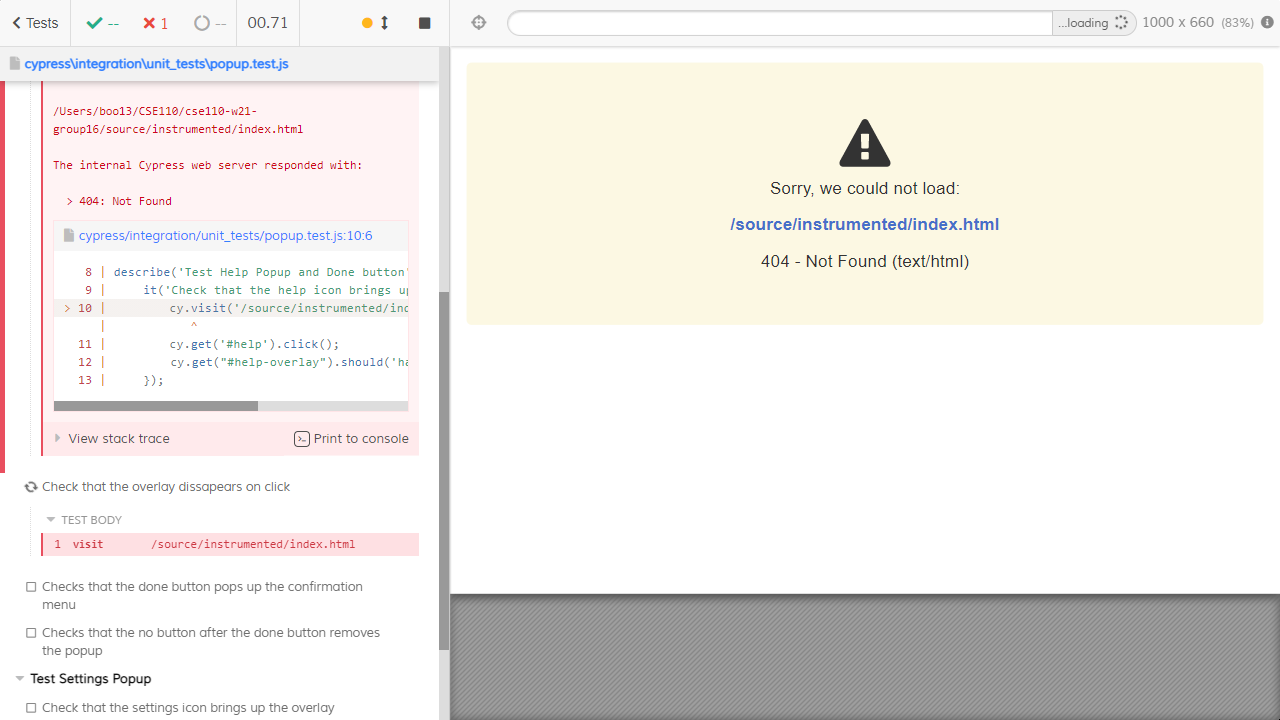 Tests
--
1
--
00.71
...loading
1000 x 660 (83%)
cypress\integration\unit_tests\popup.test.js
/Users/boo13/CSE110/cse110-w21-
group16/source/instrumented/index.html
The internal Cypress web server responded with:
> 404: Not Found
cypress/integration/unit_tests/popup.test.js:10:6
8 | describe('Test Help Popup and Done button'
9 | it('Check that the help icon brings up
> 10 | cy.visit('/source/instrumented/ind
| ^
11 | cy.get('#help').click();
12 | cy.get("#help-overlay").should('ha
13 | });
View stack trace
Print to console
Check that the overlay dissapears on click
TEST BODY
1 visit /source/instrumented/index.html
Checks that the done button pops up the confirmation
menu
Checks that the no button after the done button removes
the popup
Test Settings Popup
Check that the settings icon brings up the overlay
Sorry, we could not load:
/source/instrumented/index.html
404 - Not Found (text/html)